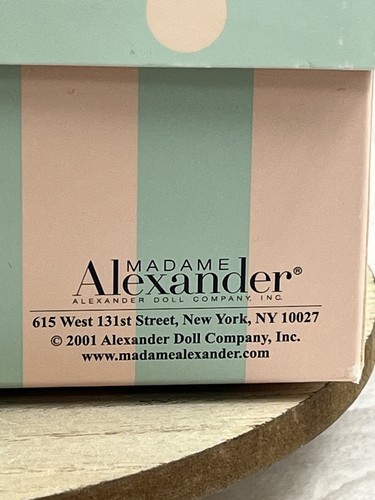 MADAME
Alexander®
ALEXANDER DOLL COMPANY, INC.
615 West 131st Street, New York, NY 10027
© 2001 Alexander Doll Company, Inc.
www.madamealexander.com